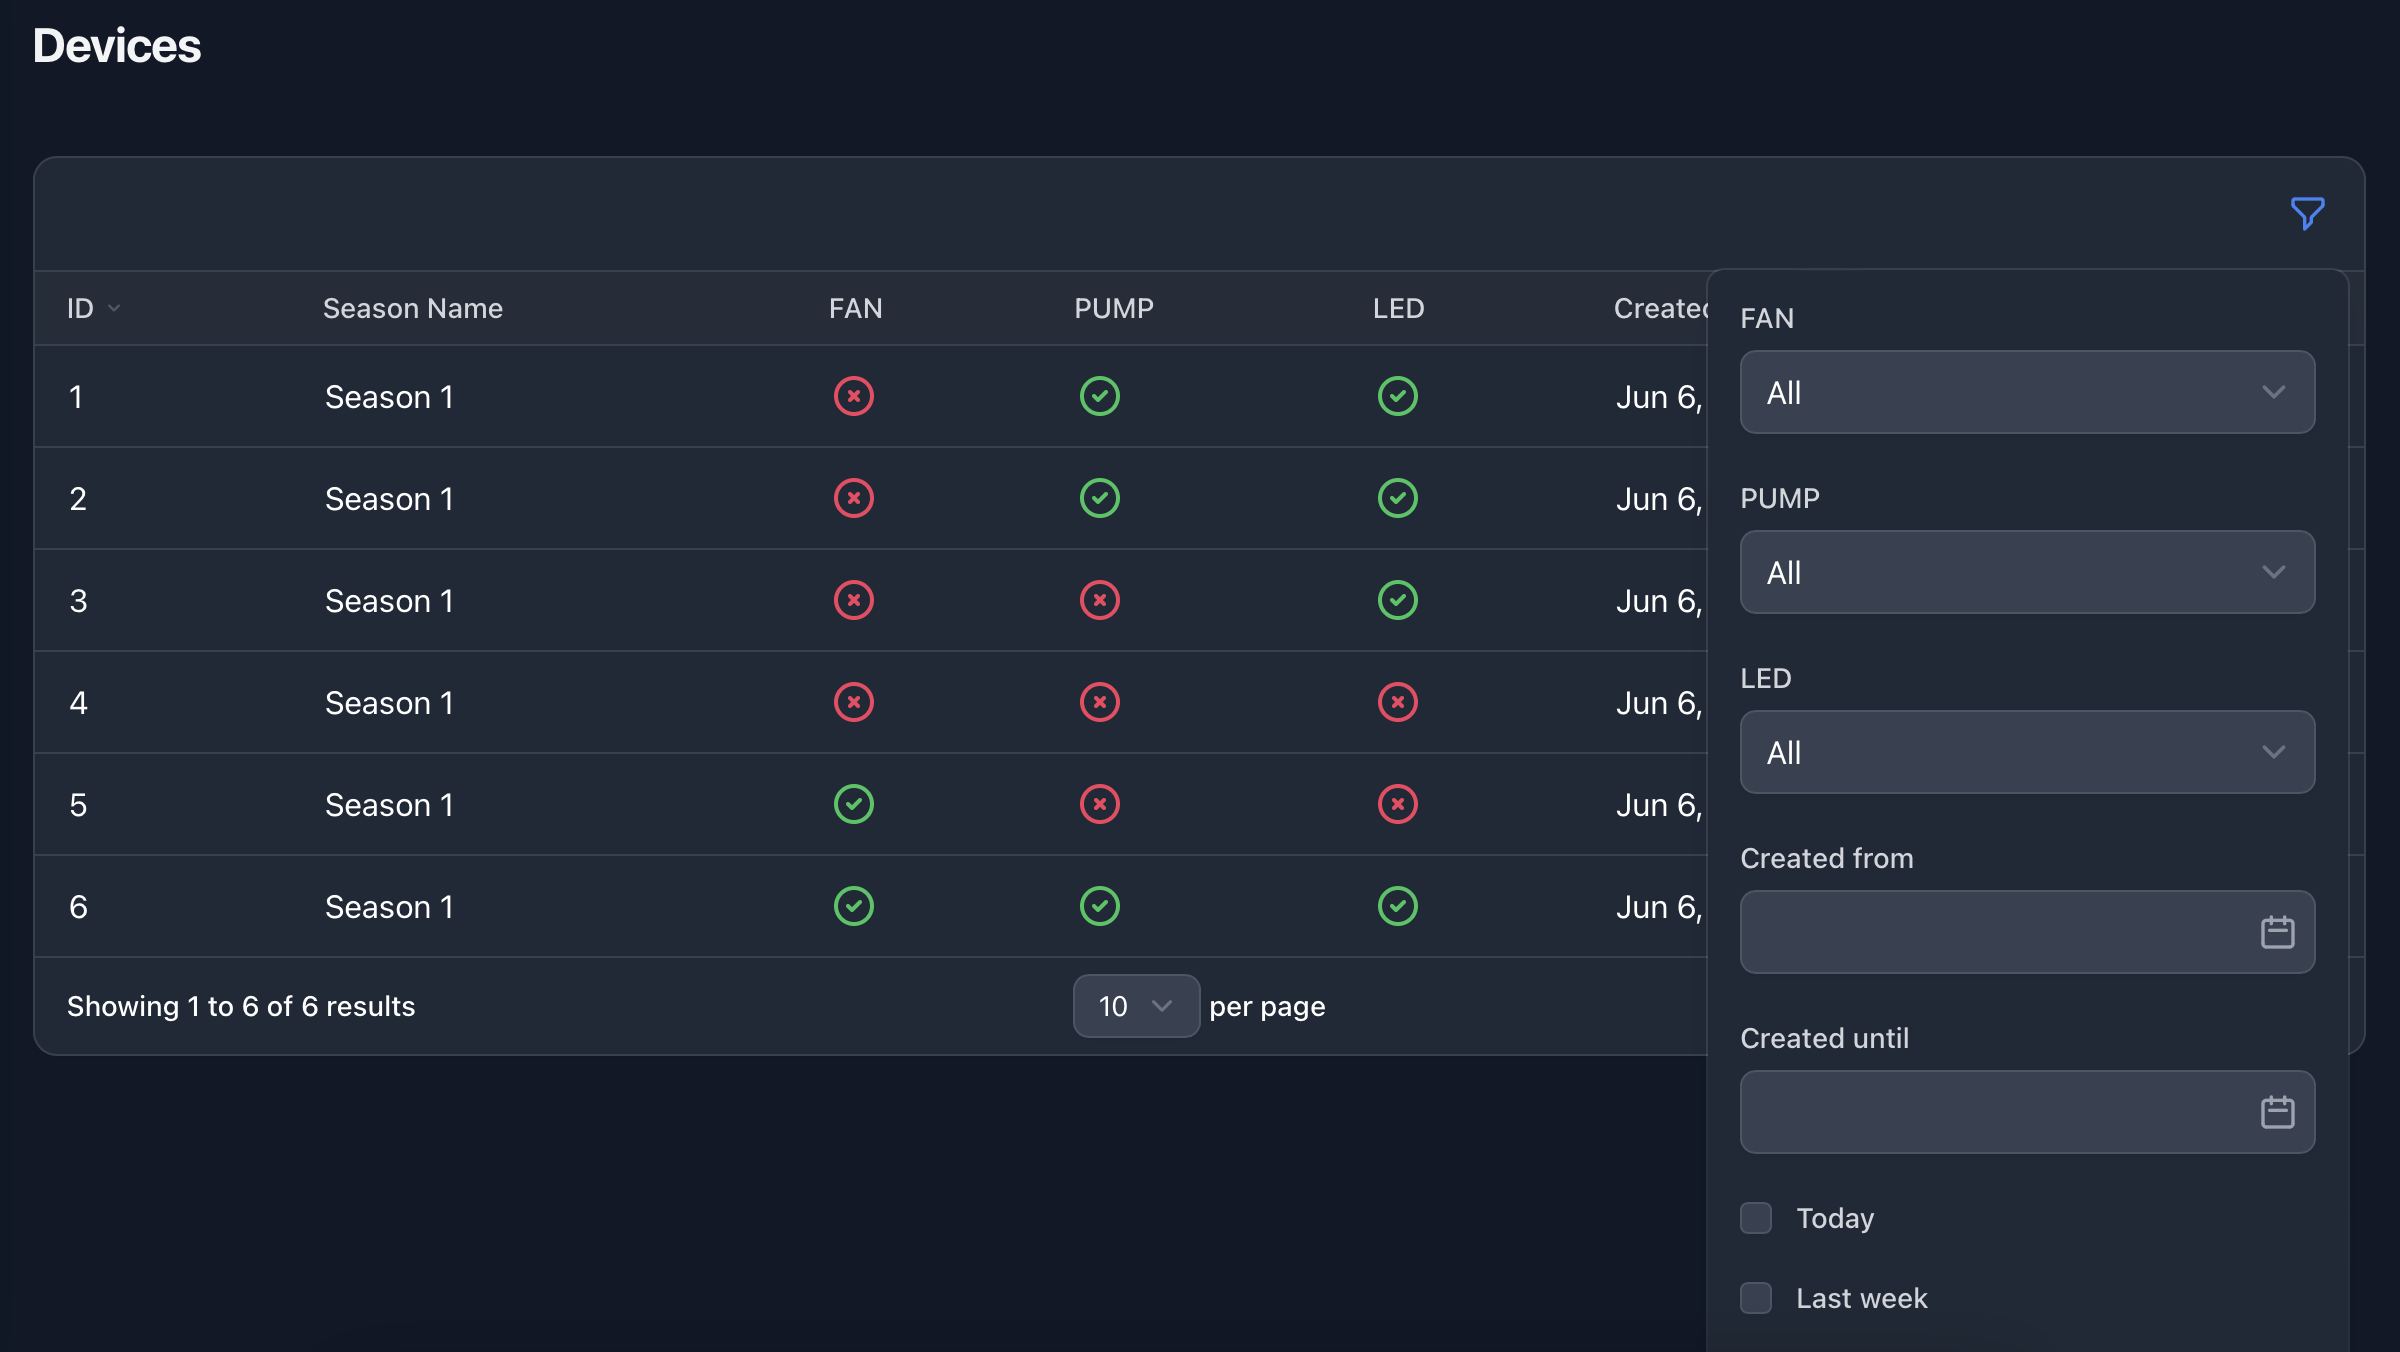 Devices
ID Season Name FAN PUMP LED Created
1 Season 1 Jun 6,
2 Season 1 Jun 6,
3 Season 1 Jun 6,
4 Season 1 Jun 6,
5 Season 1 Jun 6,
6 Season 1 Jun 6,
Showing 1 to 6 of 6 results 10 per page
FAN
All
PUMP
All
LED
All
Created from
Created until
Today
Last week